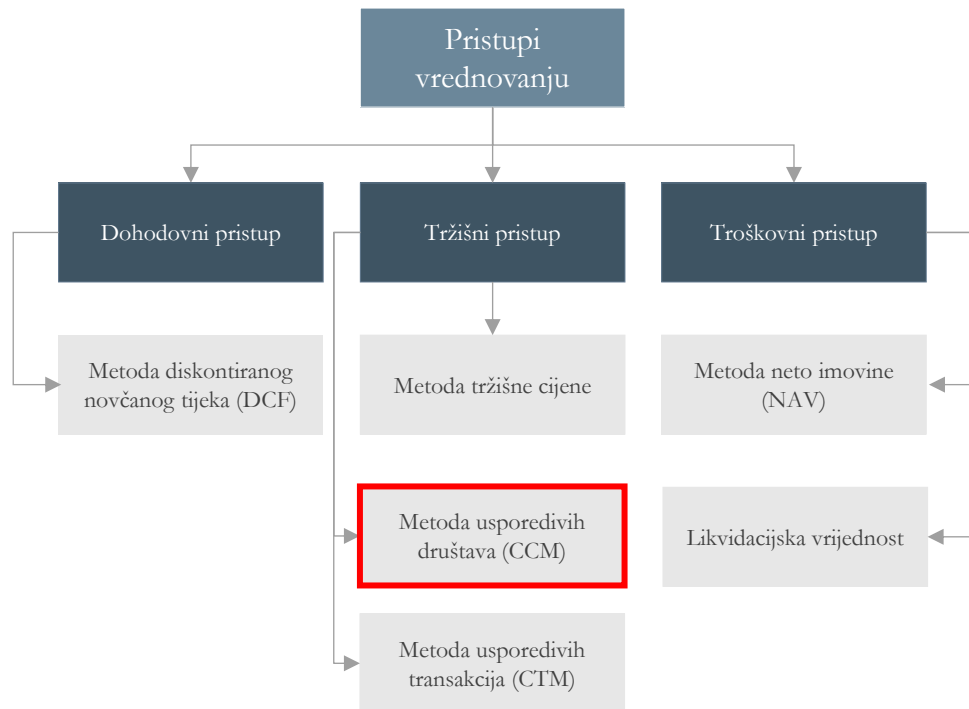 Pristupi
vrednovanju
Dohodovni pristup
Tržišni pristup
Troškovni pristup
Metoda diskontiranog
novčanog tijeka (DCF)
Metoda tržišne cijene
Metoda neto imovine
(NAV)
Metoda usporedivih
društava (CCM)
Likvidacijska vrijednost
Metoda usporedivih
transakcija (CTM)